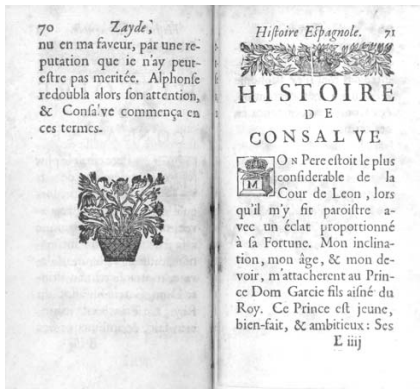 70 Zayde,
nu en ma faveur, par une re-
putation que ie n'ay peut-
estre pas meritée. Alphonse
redoubla alors son attention,
& Consalve commença en
ces termes.
Histoire Espagnole. 71
HISTOIRE
DE
CONSALVE
MON Pere estoit le plus
considerable de la
Cour de Leon, lors
qu'il m'y fit paroistre a-
vec un éclat proportionné
à sa Fortune. Mon inclina-
tion, mon âge, & mon de-
voir, m'attacherent au Prin-
ce Dom Garcie fils aisné du
Roy. Ce Prince est jeune,
bien-fait, & ambitieux: Ses
E iiij